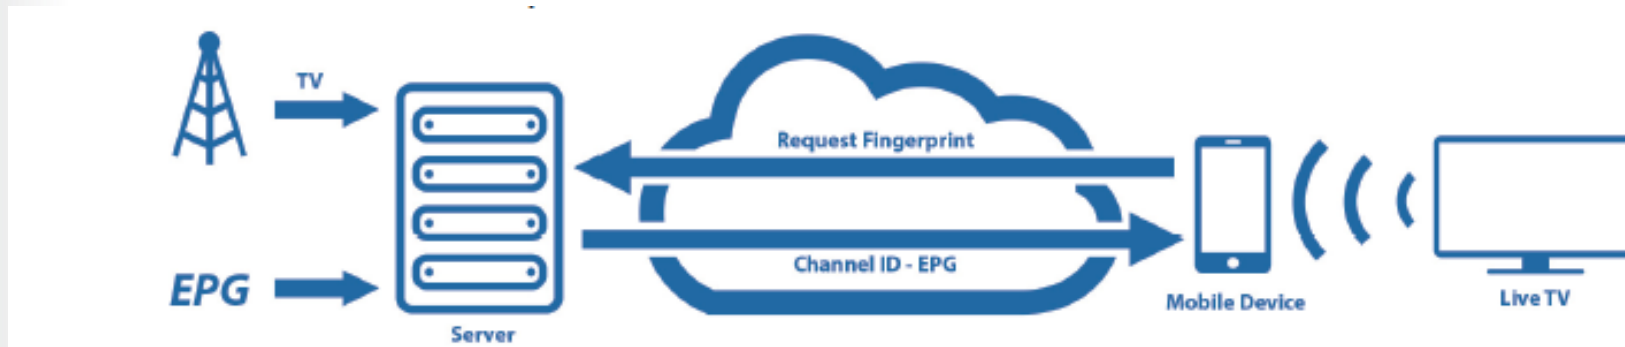 TV
Request Fingerprint
Channel ID - EPG
EPG
Mobile Device
Live TV
Server